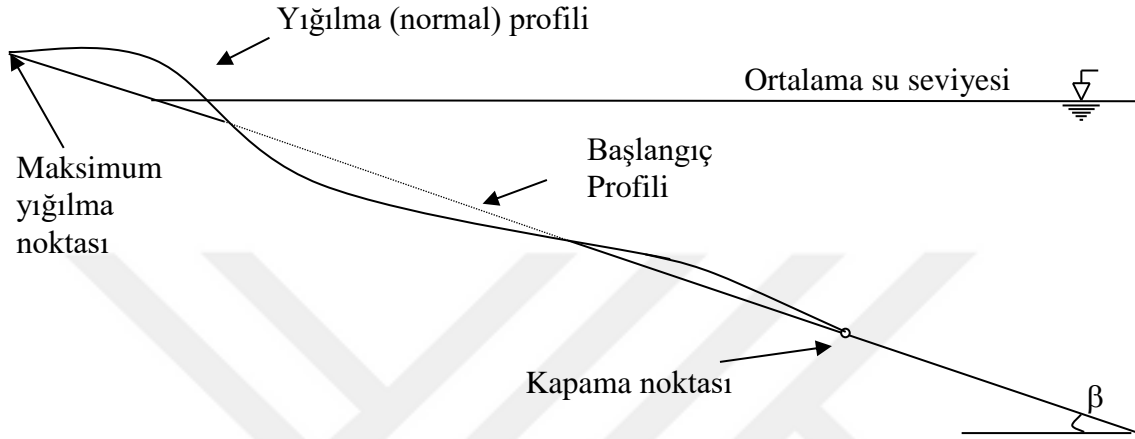 Yığılma (normal) profili
Ortalama su seviyesi
Maksimum
yığılma
noktası
Başlangıç
Profili
Kapama noktası
β